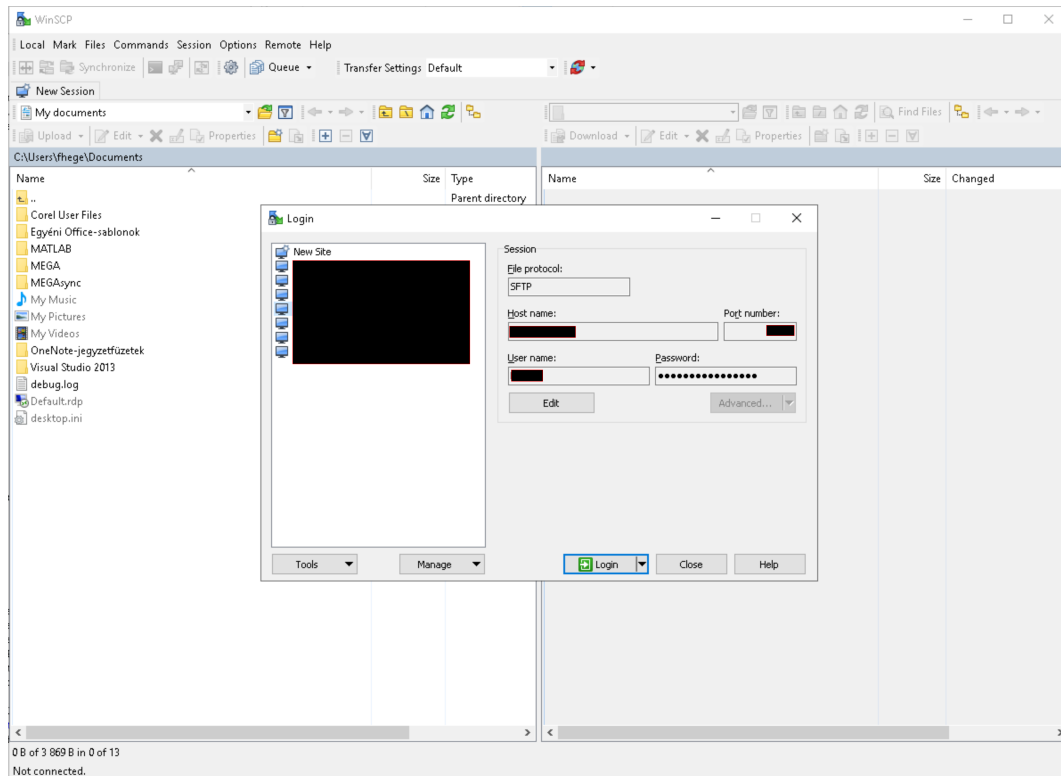 WinSCP
Local Mark Files Commands Session Options Remote Help
Synchronize Queue Transfer Settings Default
New Session
My documents Find Files
Upload Edit Properties Download Edit Properties
C:\Users\fhege\Documents
Name Size Type Name Size Changed
.. Parent directory
Corel User Files
Egyéni Office-sablonok
MATLAB
MEGA
MEGAsync
My Music
My Pictures
My Videos
OneNote-jegyzetfüzetek
Visual Studio 2013
debug.log
Default.rdp
desktop.ini
Login
New Site
Session
File protocol:
SFTP
Host name: Port number:
User name: Password:
••••••••••••••••
Edit Advanced...
Tools Manage Login Close Help
0 B of 3 869 B in 0 of 13
Not connected.